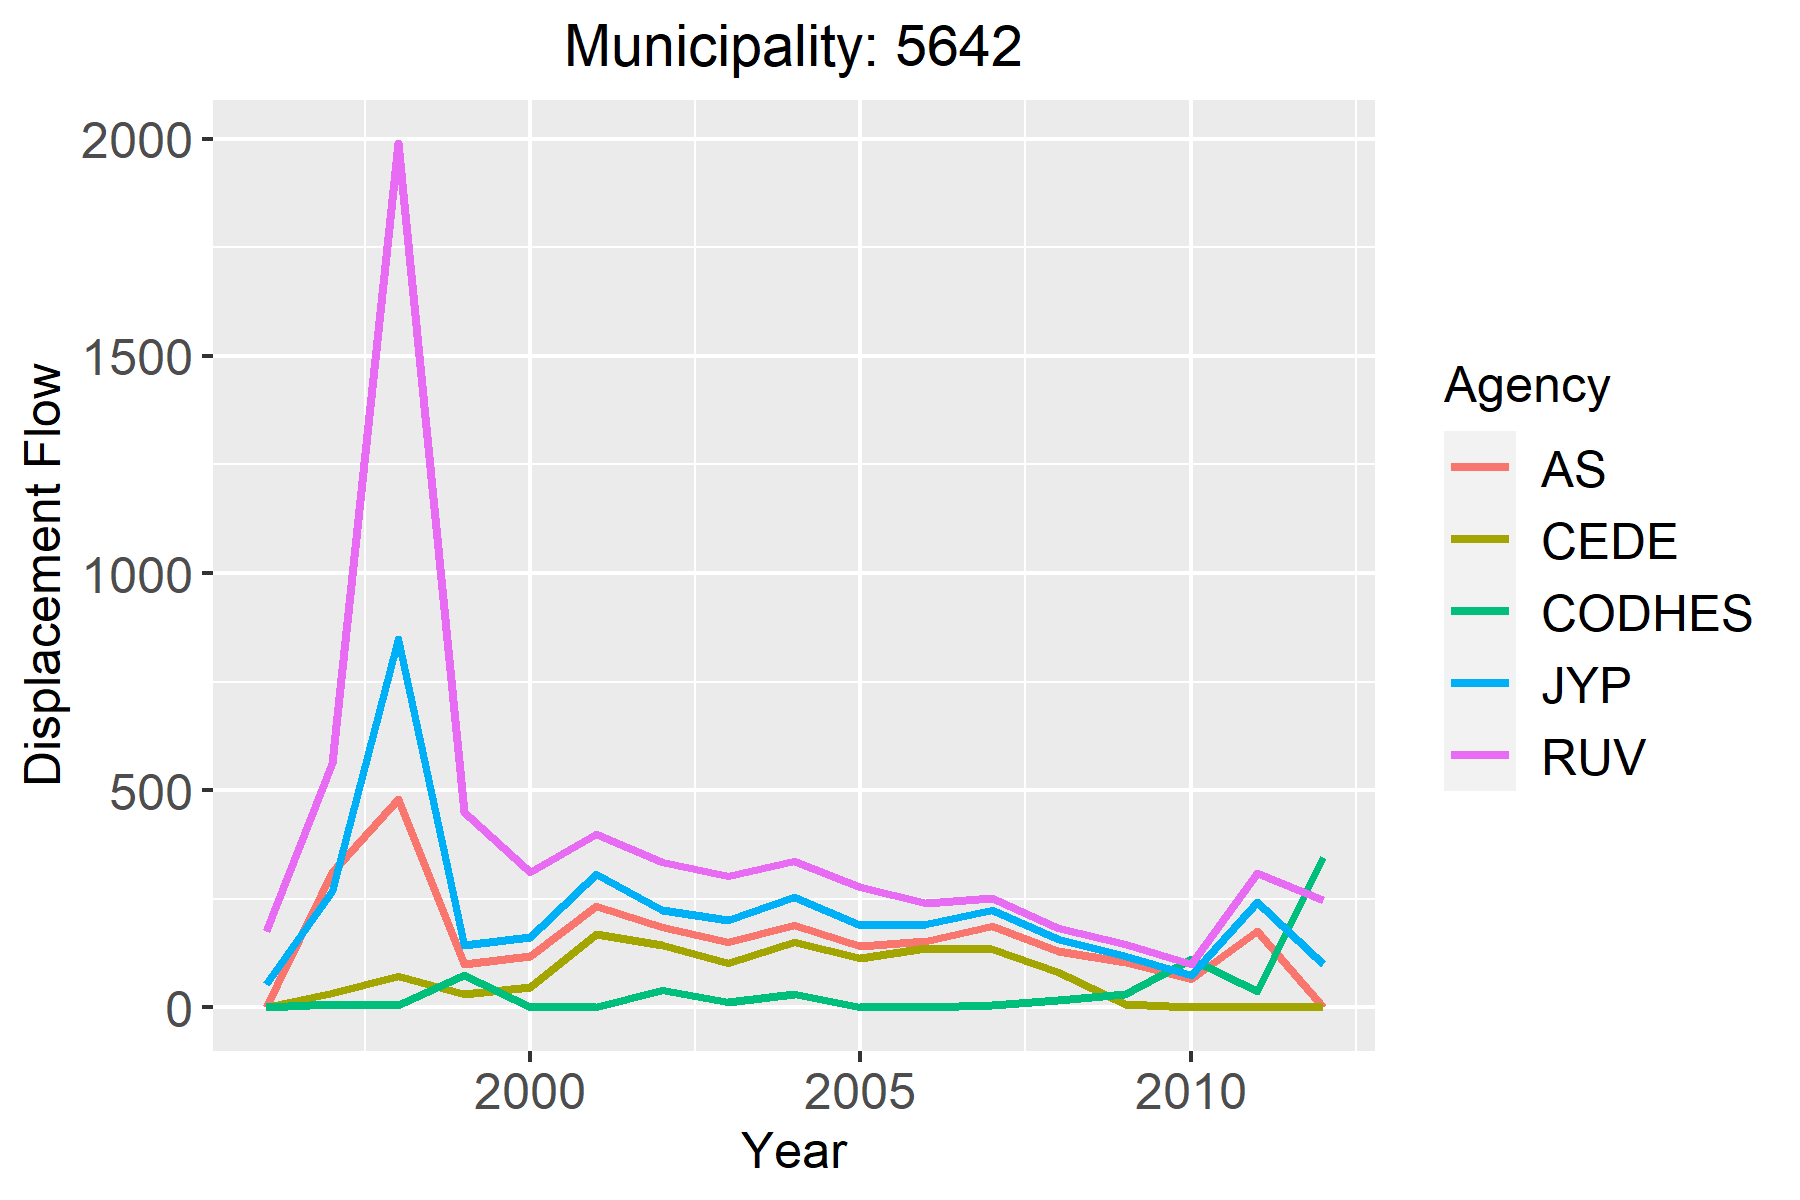 Municipality: 5642
2000
1500
1000
500
0
Displacement Flow
2000
2005
2010
Year
Agency
AS
CEDE
CODHES
JYP
RUV